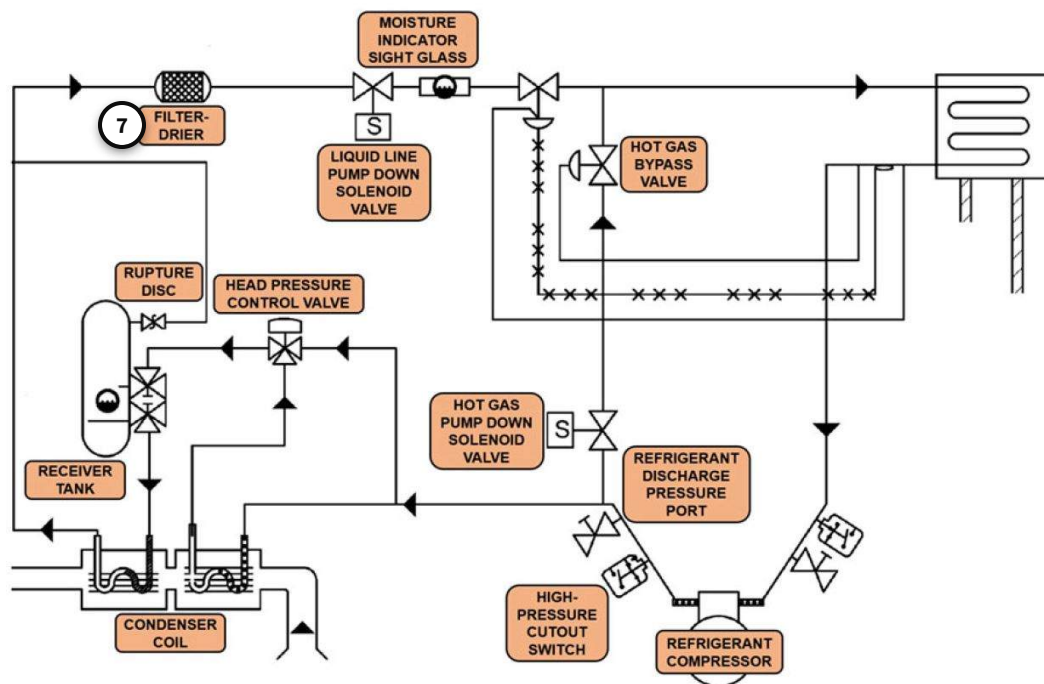 MOISTURE
INDICATOR
SIGHT GLASS
7
FILTER-
DRIER
S
LIQUID LINE
PUMP DOWN
SOLENOID
VALVE
HOT GAS
BYPASS
VALVE
RUPTURE
DISC
HEAD PRESSURE
CONTROL VALVE
HOT GAS
PUMP DOWN
SOLENOID
VALVE
S
RECEIVER
TANK
REFRIGERANT
DISCHARGE
PRESSURE
PORT
CONDENSER
COIL
HIGH-
PRESSURE
CUTOUT
SWITCH
REFRIGERANT
COMPRESSOR